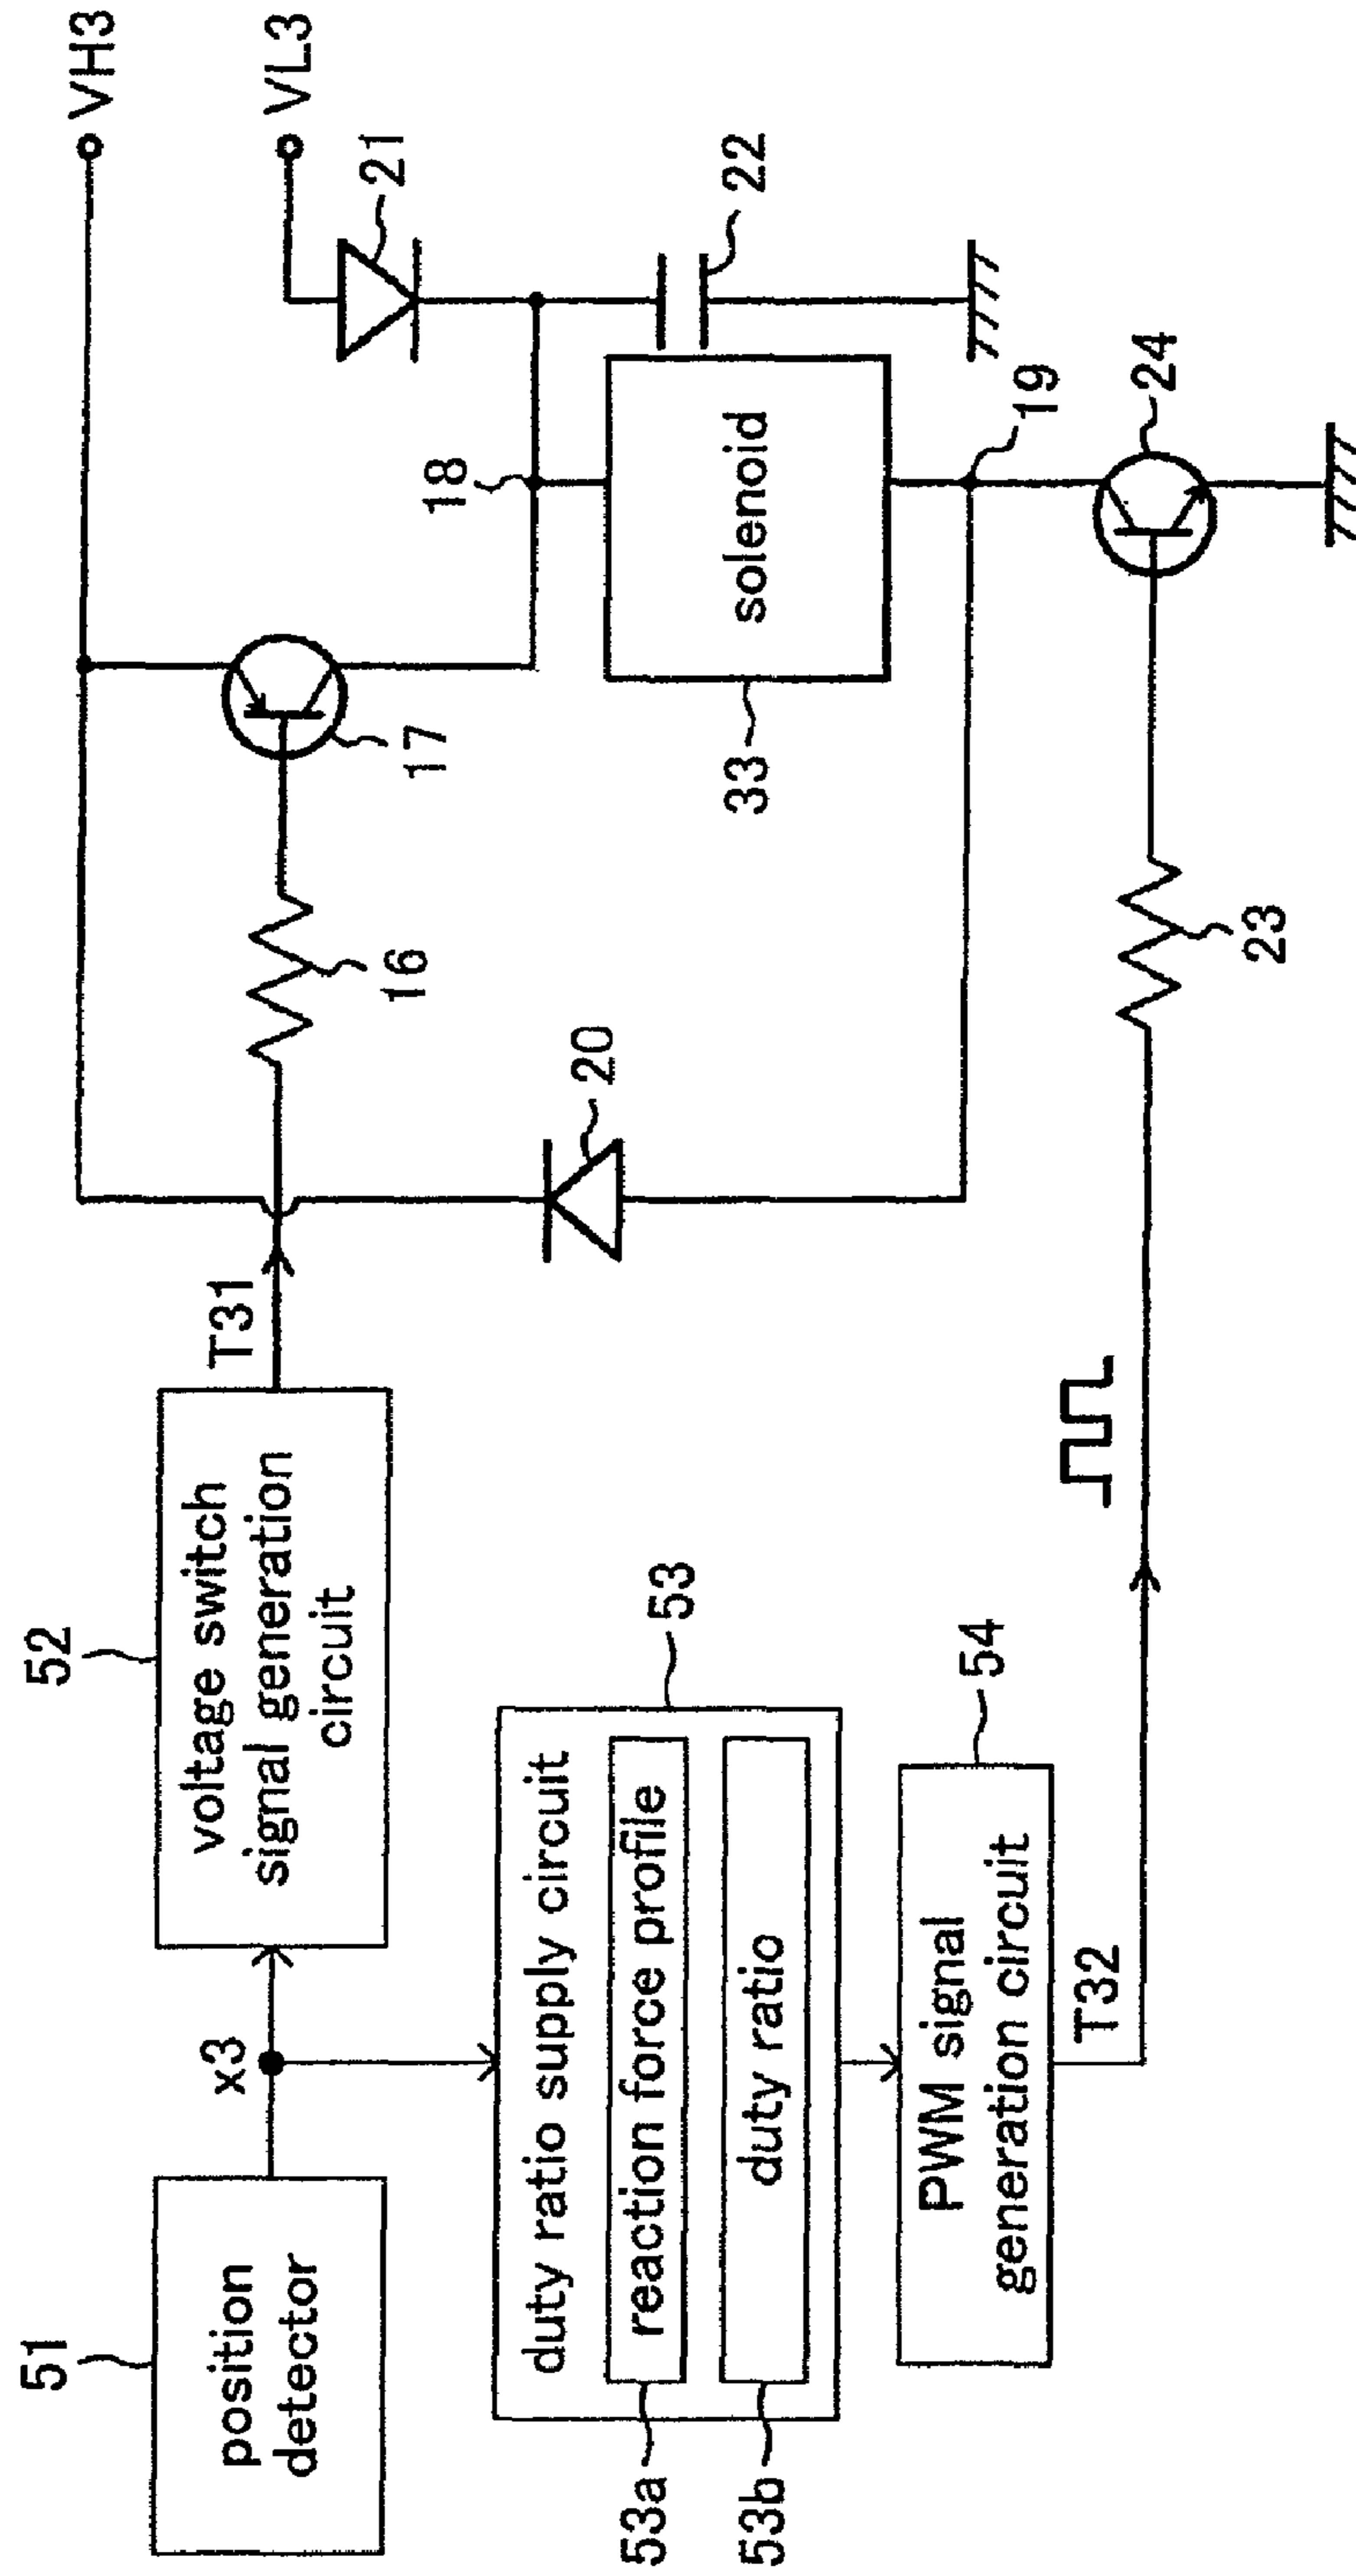 51
position
detector
x3
52
voltage switch
signal generation
circuit
T31
16
17
VH3
VL3
21
18
22
20
33
solenoid
19
53
duty ratio supply circuit
53a
reaction force profile
53b
duty ratio
54
PWM signal
generation circuit
T32
23
24